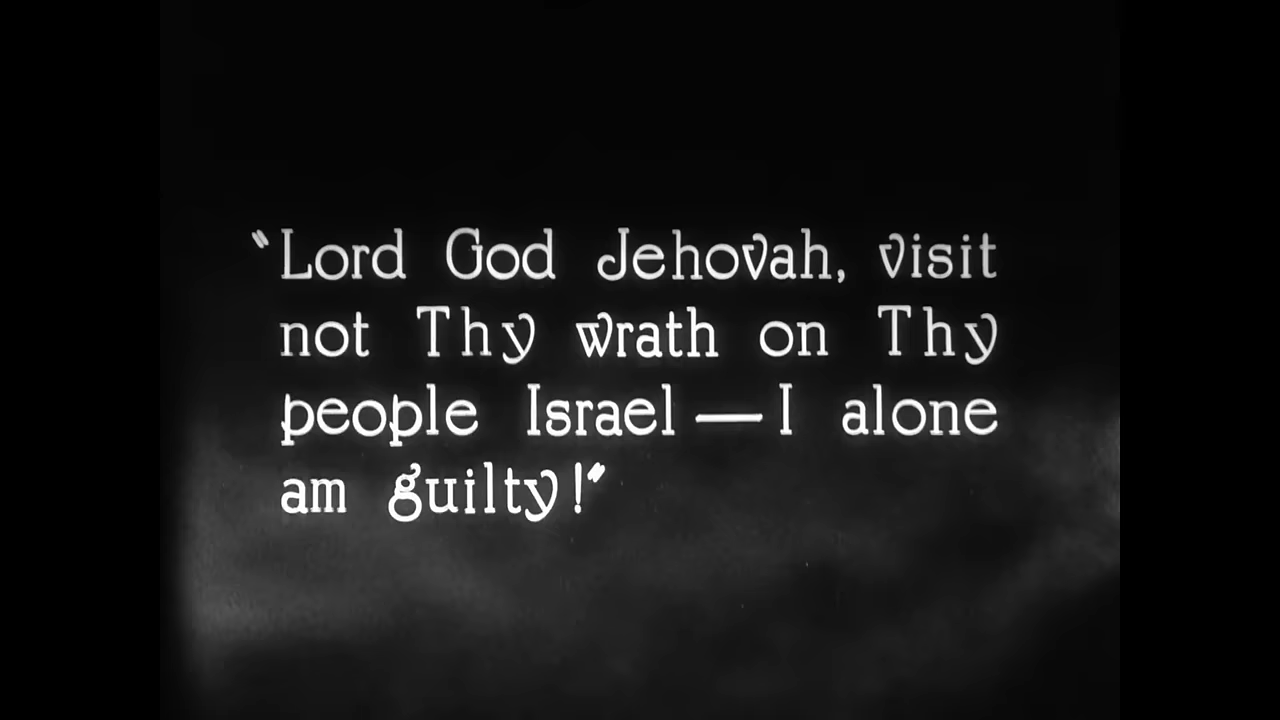 "Lord God Jehovah, visit
not Thy wrath on Thy
people Israel — I alone
am guilty!"